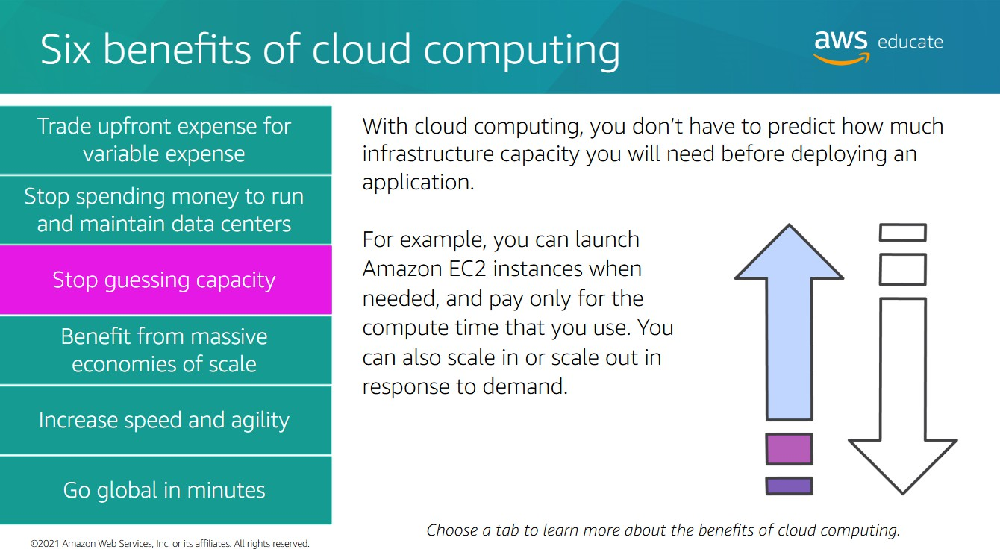 Six benefits of cloud computing
aws educate
Trade upfront expense for
variable expense
Stop spending money to run
and maintain data centers
Stop guessing capacity
Benefit from massive
economies of scale
Increase speed and agility
Go global in minutes
With cloud computing, you don’t have to predict how much
infrastructure capacity you will need before deploying an
application.
For example, you can launch
Amazon EC2 instances when
needed, and pay only for the
compute time that you use. You
can also scale in or scale out in
response to demand.
Choose a tab to learn more about the benefits of cloud computing.
©2021 Amazon Web Services, Inc. or its affiliates. All rights reserved.